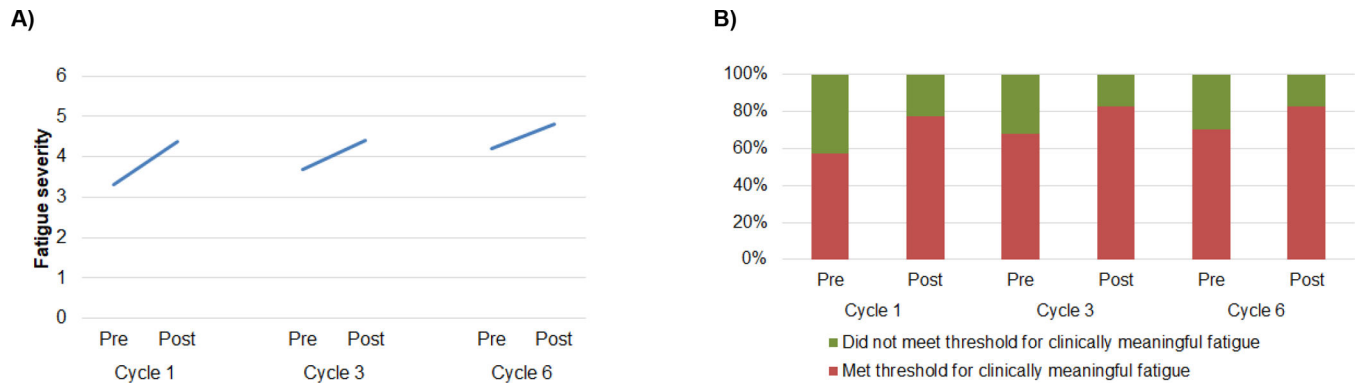 A)
Fatigue severity
6
5
4
3
2
1
0
Pre Post Pre Post Pre Post
Cycle 1 Cycle 3 Cycle 6
B)
100%
80%
60%
40%
20%
0%
Pre Post Pre Post Pre Post
Cycle 1 Cycle 3 Cycle 6
Did not meet threshold for clinically meaningful fatigue
Met threshold for clinically meaningful fatigue